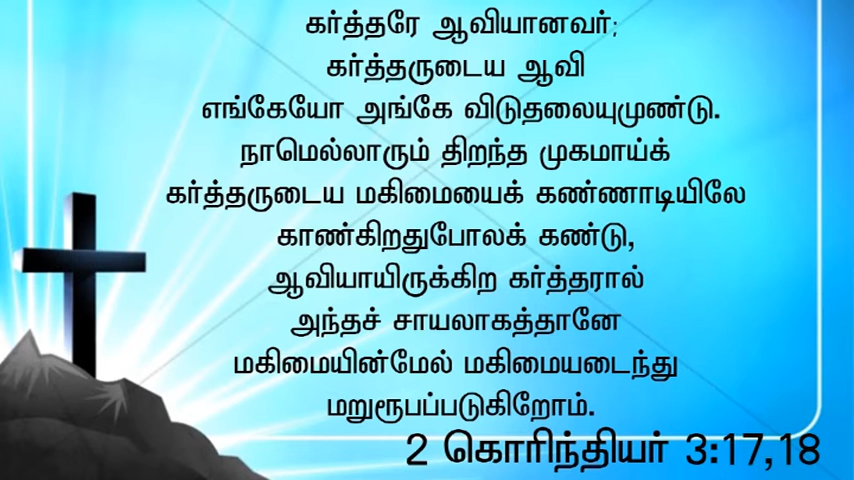 கர்த்தரே ஆவியானவர்;
கர்த்தருடைய ஆவி
எங்கேயோ அங்கே விடுதலையுமுண்டு.
நாமெல்லாரும் திறந்த முகமாய்க்
கர்த்தருடைய மகிமையைக் கண்ணாடியிலே
காண்கிறதுபோலக் கண்டு,
ஆவியாயிருக்கிற கர்த்தரால்
அந்தச் சாயலாகத்தானே
மகிமையின்மேல் மகிமையடைந்து
மறுரூபப்படுகிறோம்.
2 கொரிந்தியர் 3:17,18